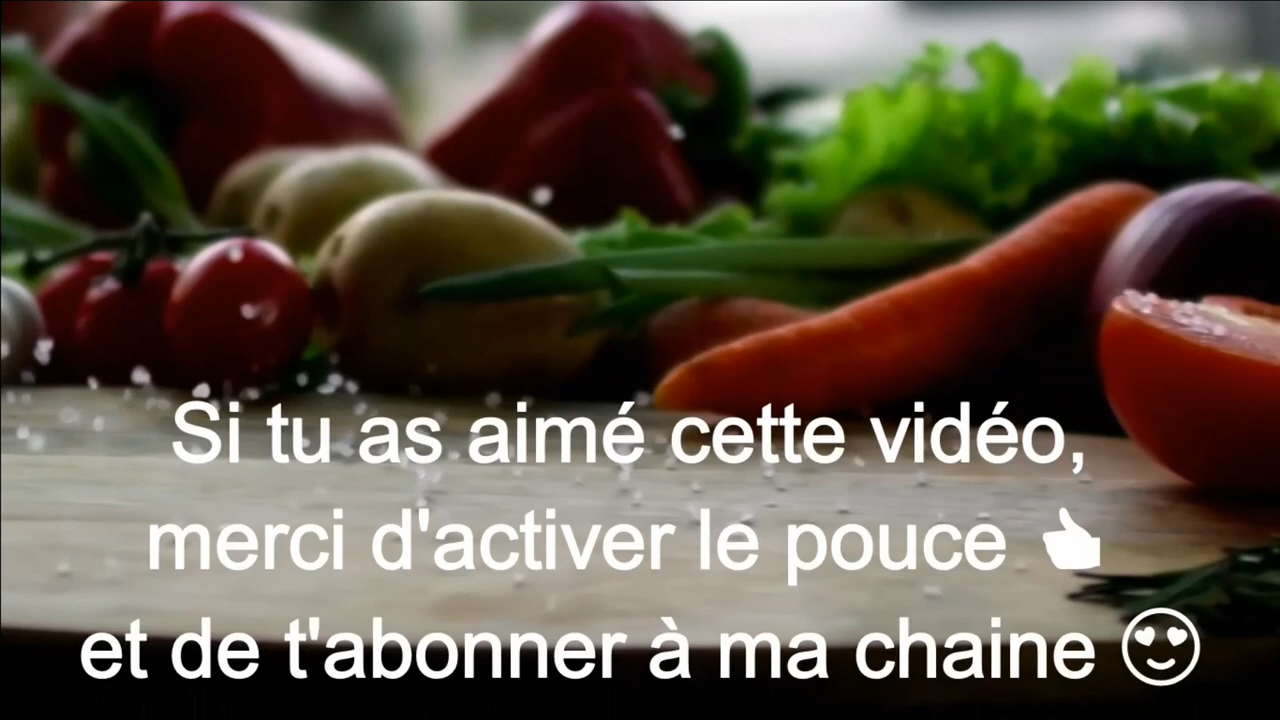 Si tu as aimé cette vidéo,
merci d'activer le pouce 👍
et de t'abonner à ma chaine 😍